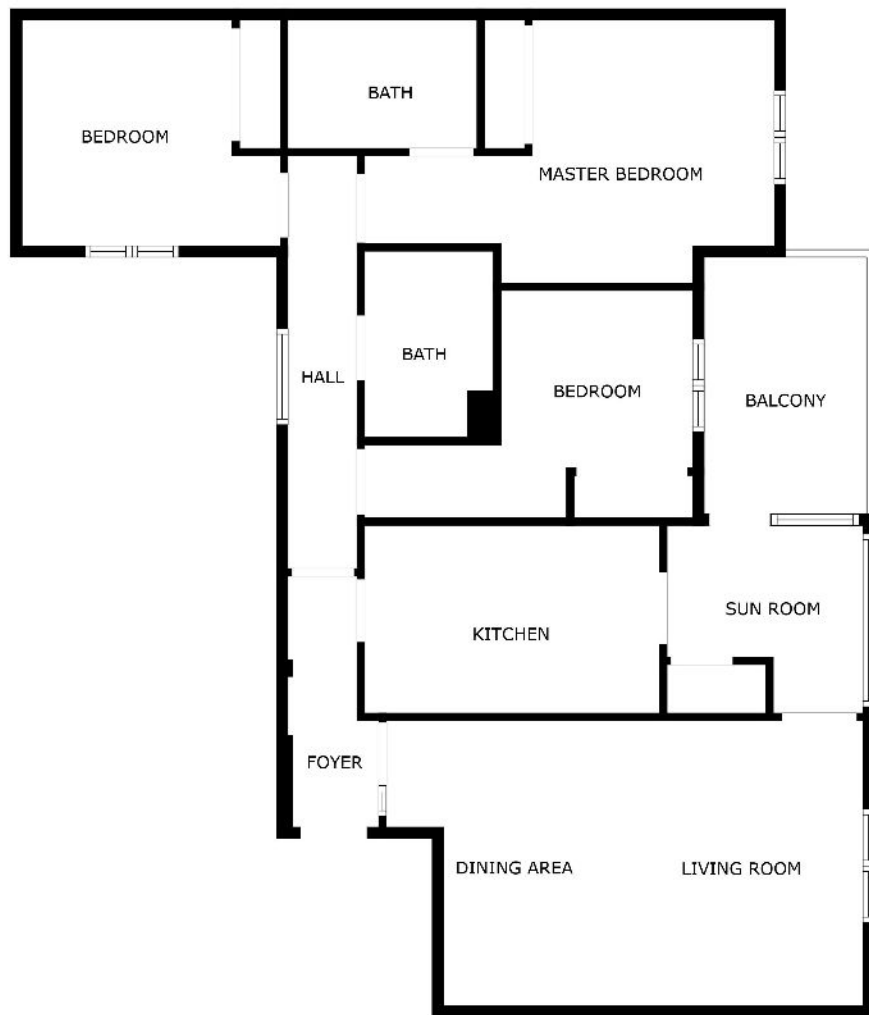 BATH
BEDROOM
MASTER BEDROOM
BATH
HALL
BEDROOM
BALCONY
SUN ROOM
KITCHEN
FOYER
DINING AREA
LIVING ROOM